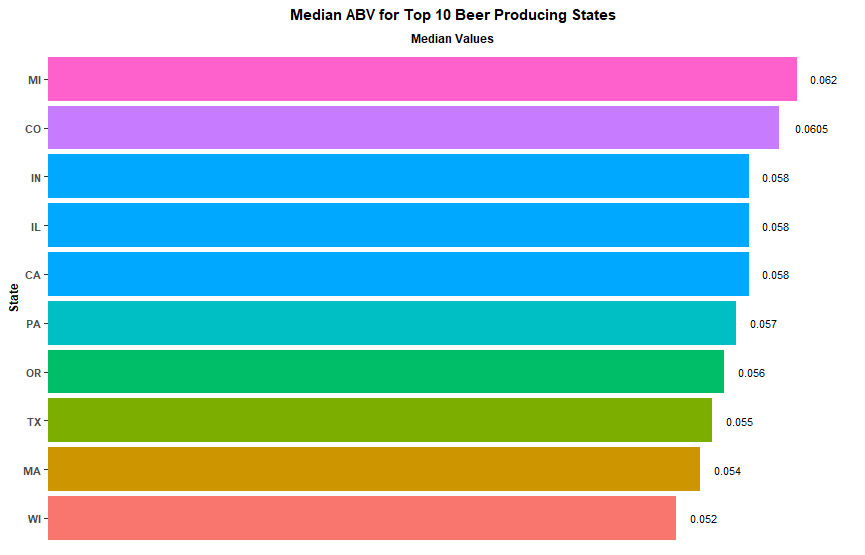 Median ABV for Top 10 Beer Producing States
Median Values
State
MI 0.062
CO 0.0605
IN 0.058
IL 0.058
CA 0.058
PA 0.057
OR 0.056
TX 0.055
MA 0.054
WI 0.052